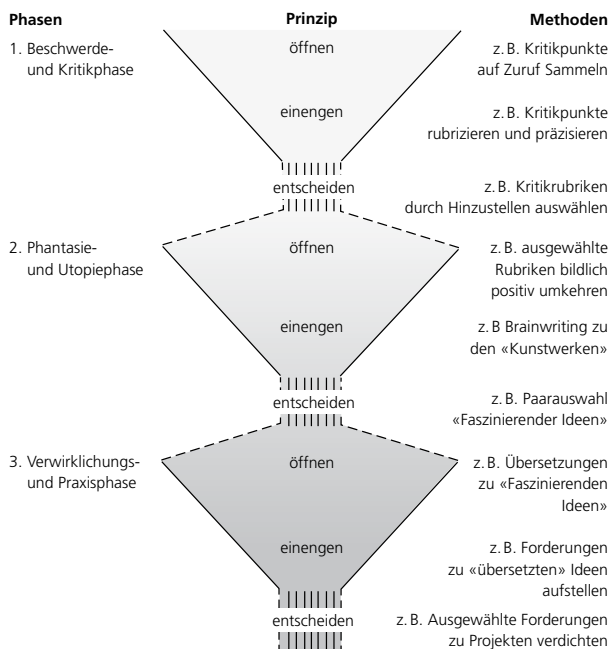 Phasen Prinzip Methoden
1. Beschwerde- öffnen z. B. Kritikpunkte
und Kritikphase auf Zuruf Sammeln
einengen z. B. Kritikpunkte
rubrizieren und präzisieren
entscheiden z. B. Kritikrubriken
durch Hinzustellen auswählen
2. Phantasie- öffnen z. B. ausgewählte
und Utopiephase Rubriken bildlich
positiv umkehren
einengen z. B Brainwriting zu
den «Kunstwerken»
entscheiden z. B. Paarauswahl
«Faszinierender Ideen»
3. Verwirklichungs- öffnen z. B. Übersetzungen
und Praxisphase zu «Faszinierenden
Ideen»
einengen z. B. Forderungen
zu «übersetzten» Ideen
aufstellen
entscheiden z. B. Ausgewählte Forderungen
zu Projekten verdichten